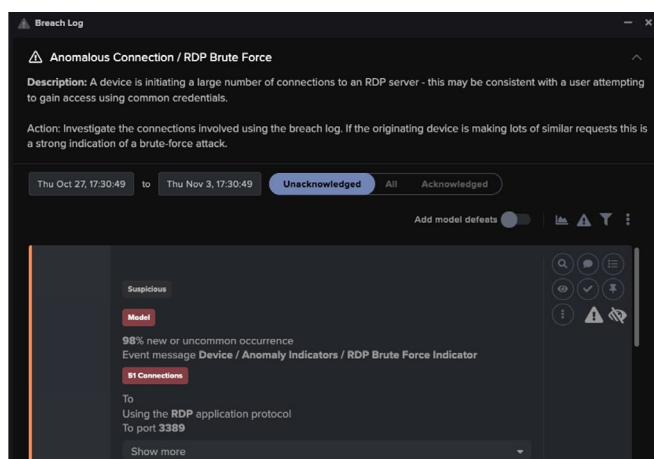 Breach Log
Anomalous Connection / RDP Brute Force
Description: A device is initiating a large number of connections to an RDP server - this may be consistent with a user attempting
to gain access using common credentials.
Action: Investigate the connections involved using the breach log. If the originating device is making lots of similar requests this is
a strong indication of a brute-force attack.
Thu Oct 27, 17:30:49 to Thu Nov 3, 17:30:49 Unacknowledged All Acknowledged
Add model defeats
Suspicious
Model
98% new or uncommon occurrence
Event message Device / Anomaly Indicators / RDP Brute Force Indicator
51 Connections
To
Using the RDP application protocol
To port 3389
Show more